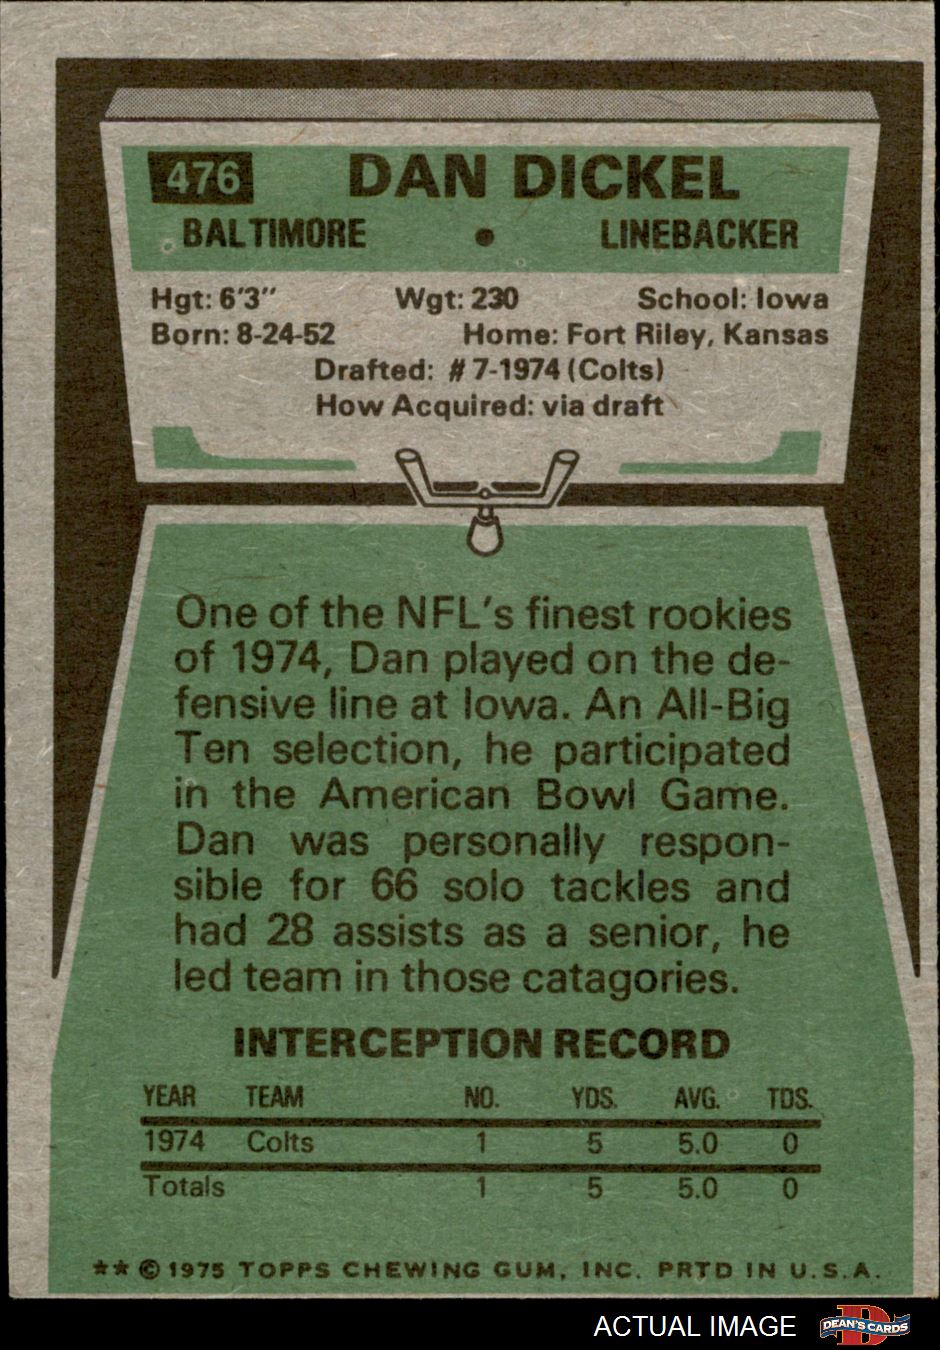 476 DAN DICKEL
BALTIMORE • LINEBACKER
Hgt: 6'3" Wgt: 230 School: Iowa
Born: 8-24-52 Home: Fort Riley, Kansas
Drafted: #7-1974 (Colts)
How Acquired: via draft
One of the NFL's finest rookies
of 1974, Dan played on the de-
fensive line at Iowa. An All-Big
Ten selection, he participated
in the American Bowl Game.
Dan was personally respon-
sible for 66 solo tackles and
had 28 assists as a senior, he
led team in those catagories.
INTERCEPTION RECORD
YEAR TEAM NO. YDS. AVG. TDS.
1974 Colts 1 5 5.0 0
Totals 1 5 5.0 0
** © 1975 TOPPS CHEWING GUM, INC. PRTD IN U.S.A.
ACTUAL IMAGE D DEAN'S CARDS